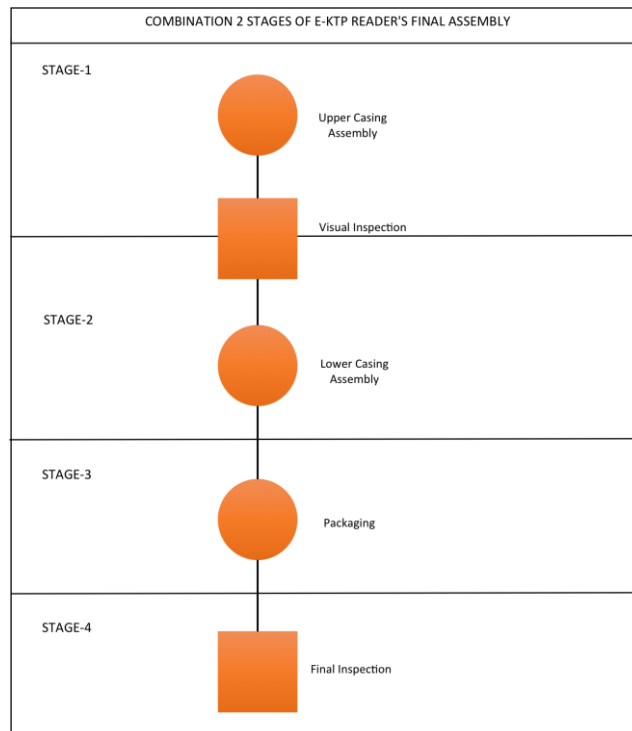 COMBINATION 2 STAGES OF E-KTP READER'S FINAL ASSEMBLY
STAGE-1
Upper Casing
Assembly
Visual Inspection
STAGE-2
Lower Casing
Assembly
STAGE-3
Packaging
STAGE-4
Final Inspection